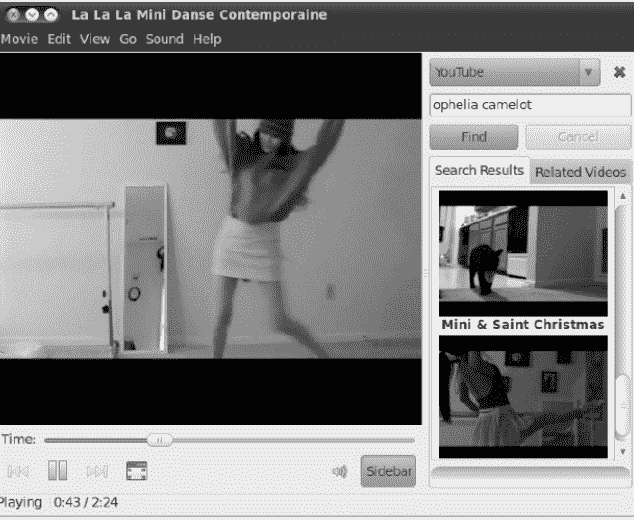 La La La Mini Danse Contemporaine
Movie Edit View Go Sound Help
YouTube
ophelia camelot
Find Cancel
Search Results Related Videos
Mini & Saint Christmas
Time:
Sidebar
Playing 0:43 / 2:24